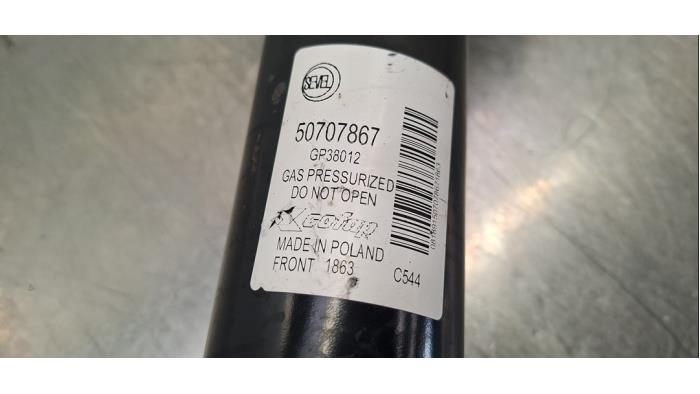 SEVEL
50707867
GP38012
GAS PRESSURIZED
DO NOT OPEN
MADE IN POLAND
FRONT 1863
C544